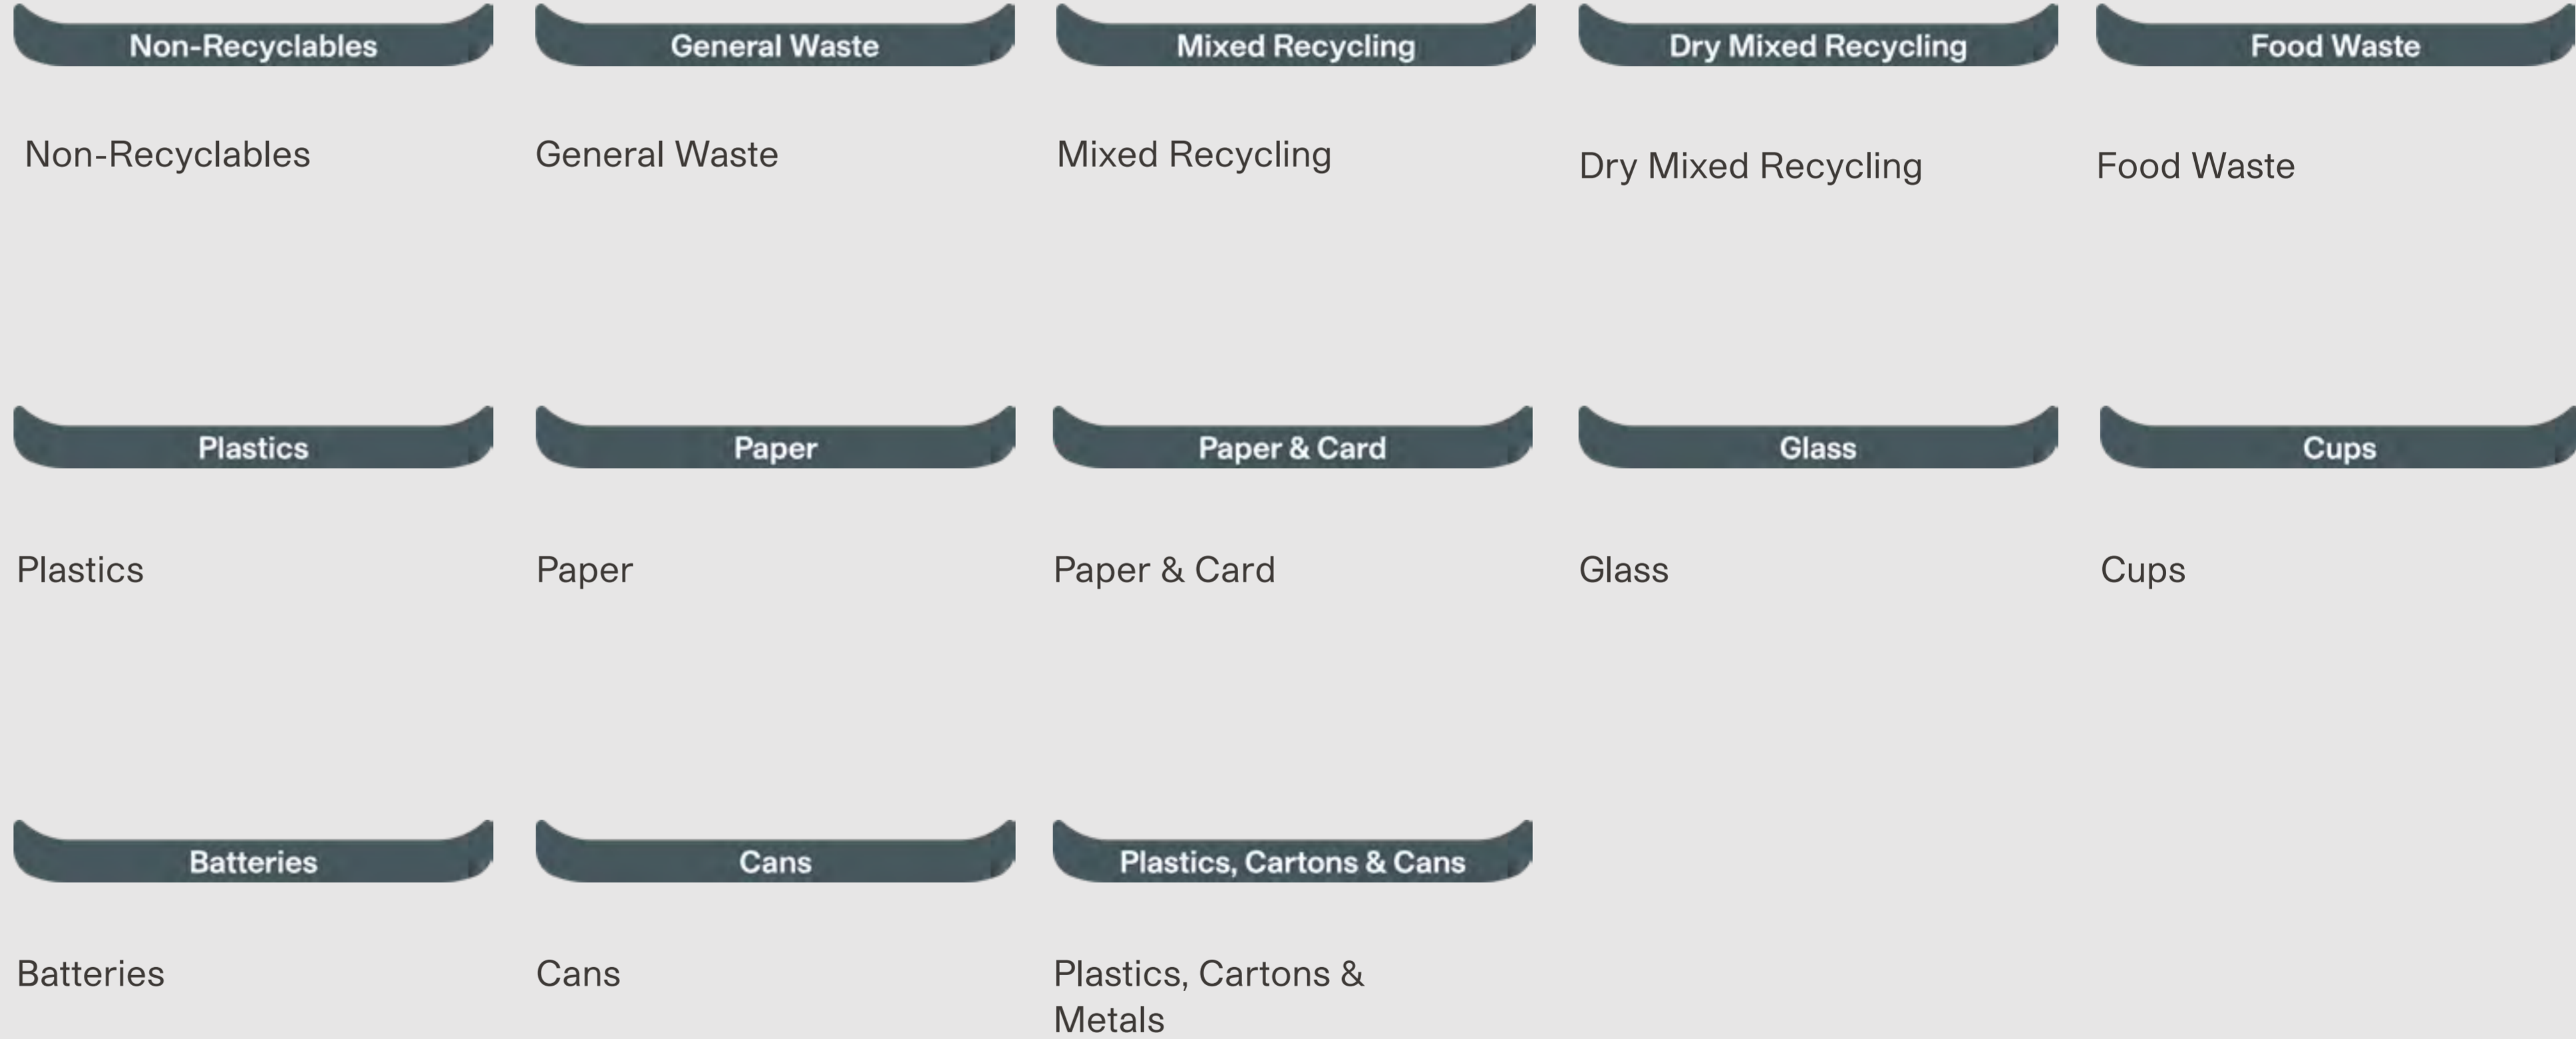 Non-Recyclables
General Waste
Mixed Recycling
Dry Mixed Recycling
Food Waste
Non-Recyclables
General Waste
Mixed Recycling
Dry Mixed Recycling
Food Waste
Plastics
Paper
Paper & Card
Glass
Cups
Plastics
Paper
Paper & Card
Glass
Cups
Batteries
Cans
Plastics, Cartons & Cans
Batteries
Cans
Plastics, Cartons &
Metals